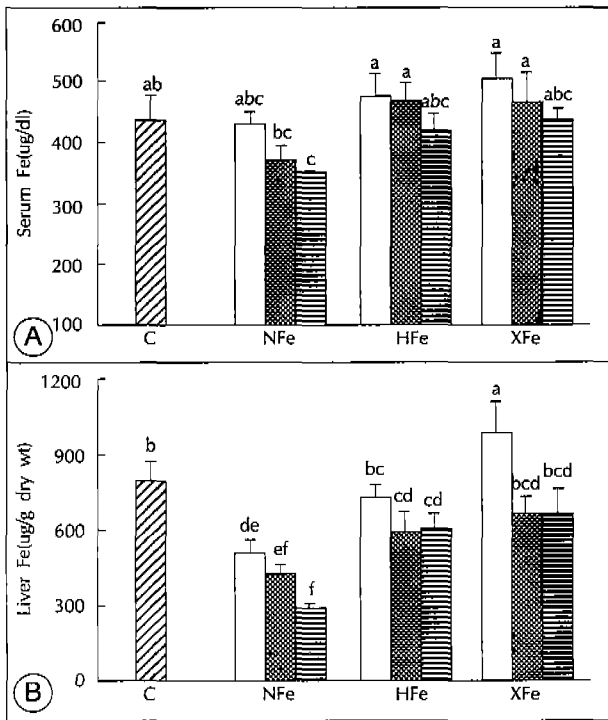 600
500
400
300
200
100
Serum Fe(ug/dl)
ab
abc
bc
c
a
a
abc
a
a
abc
A
C
NFe
HFe
XFe
1200
900
600
300
0
Liver Fe(ug/g dry wt)
b
de
ef
f
bc
cd
cd
a
bcd
bcd
B
C
NFe
HFe
XFe